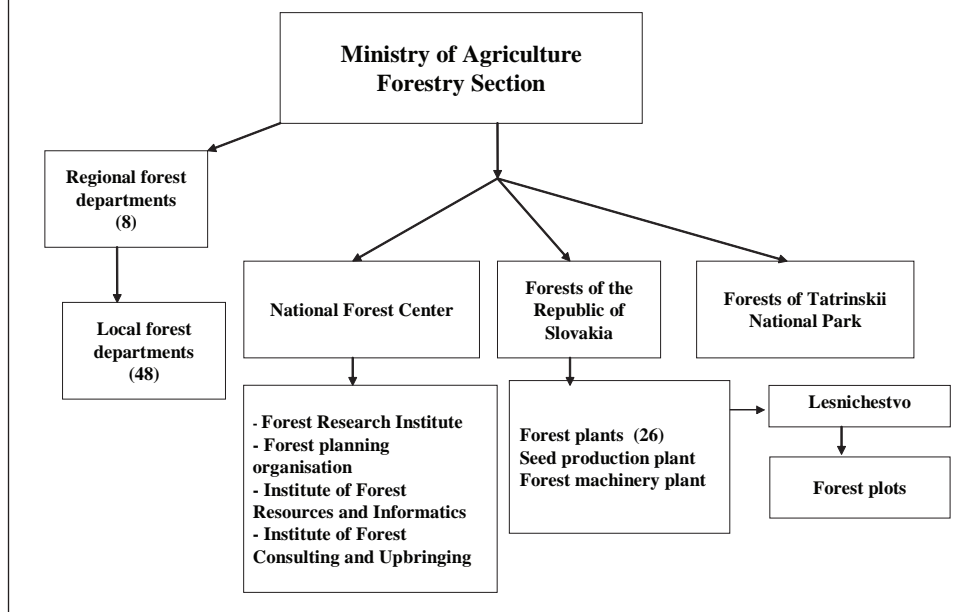 Ministry of Agriculture
Forestry Section
Regional forest
departments
(8)
Local forest
departments
(48)
National Forest Center
Forests of the
Republic of
Slovakia
Forests of Tatrinskii
National Park
- Forest Research Institute
- Forest planning
organisation
- Institute of Forest
Resources and Informatics
- Institute of Forest
Consulting and Upbringing
Forest plants (26)
Seed production plant
Forest machinery plant
Lesnichestvo
Forest plots